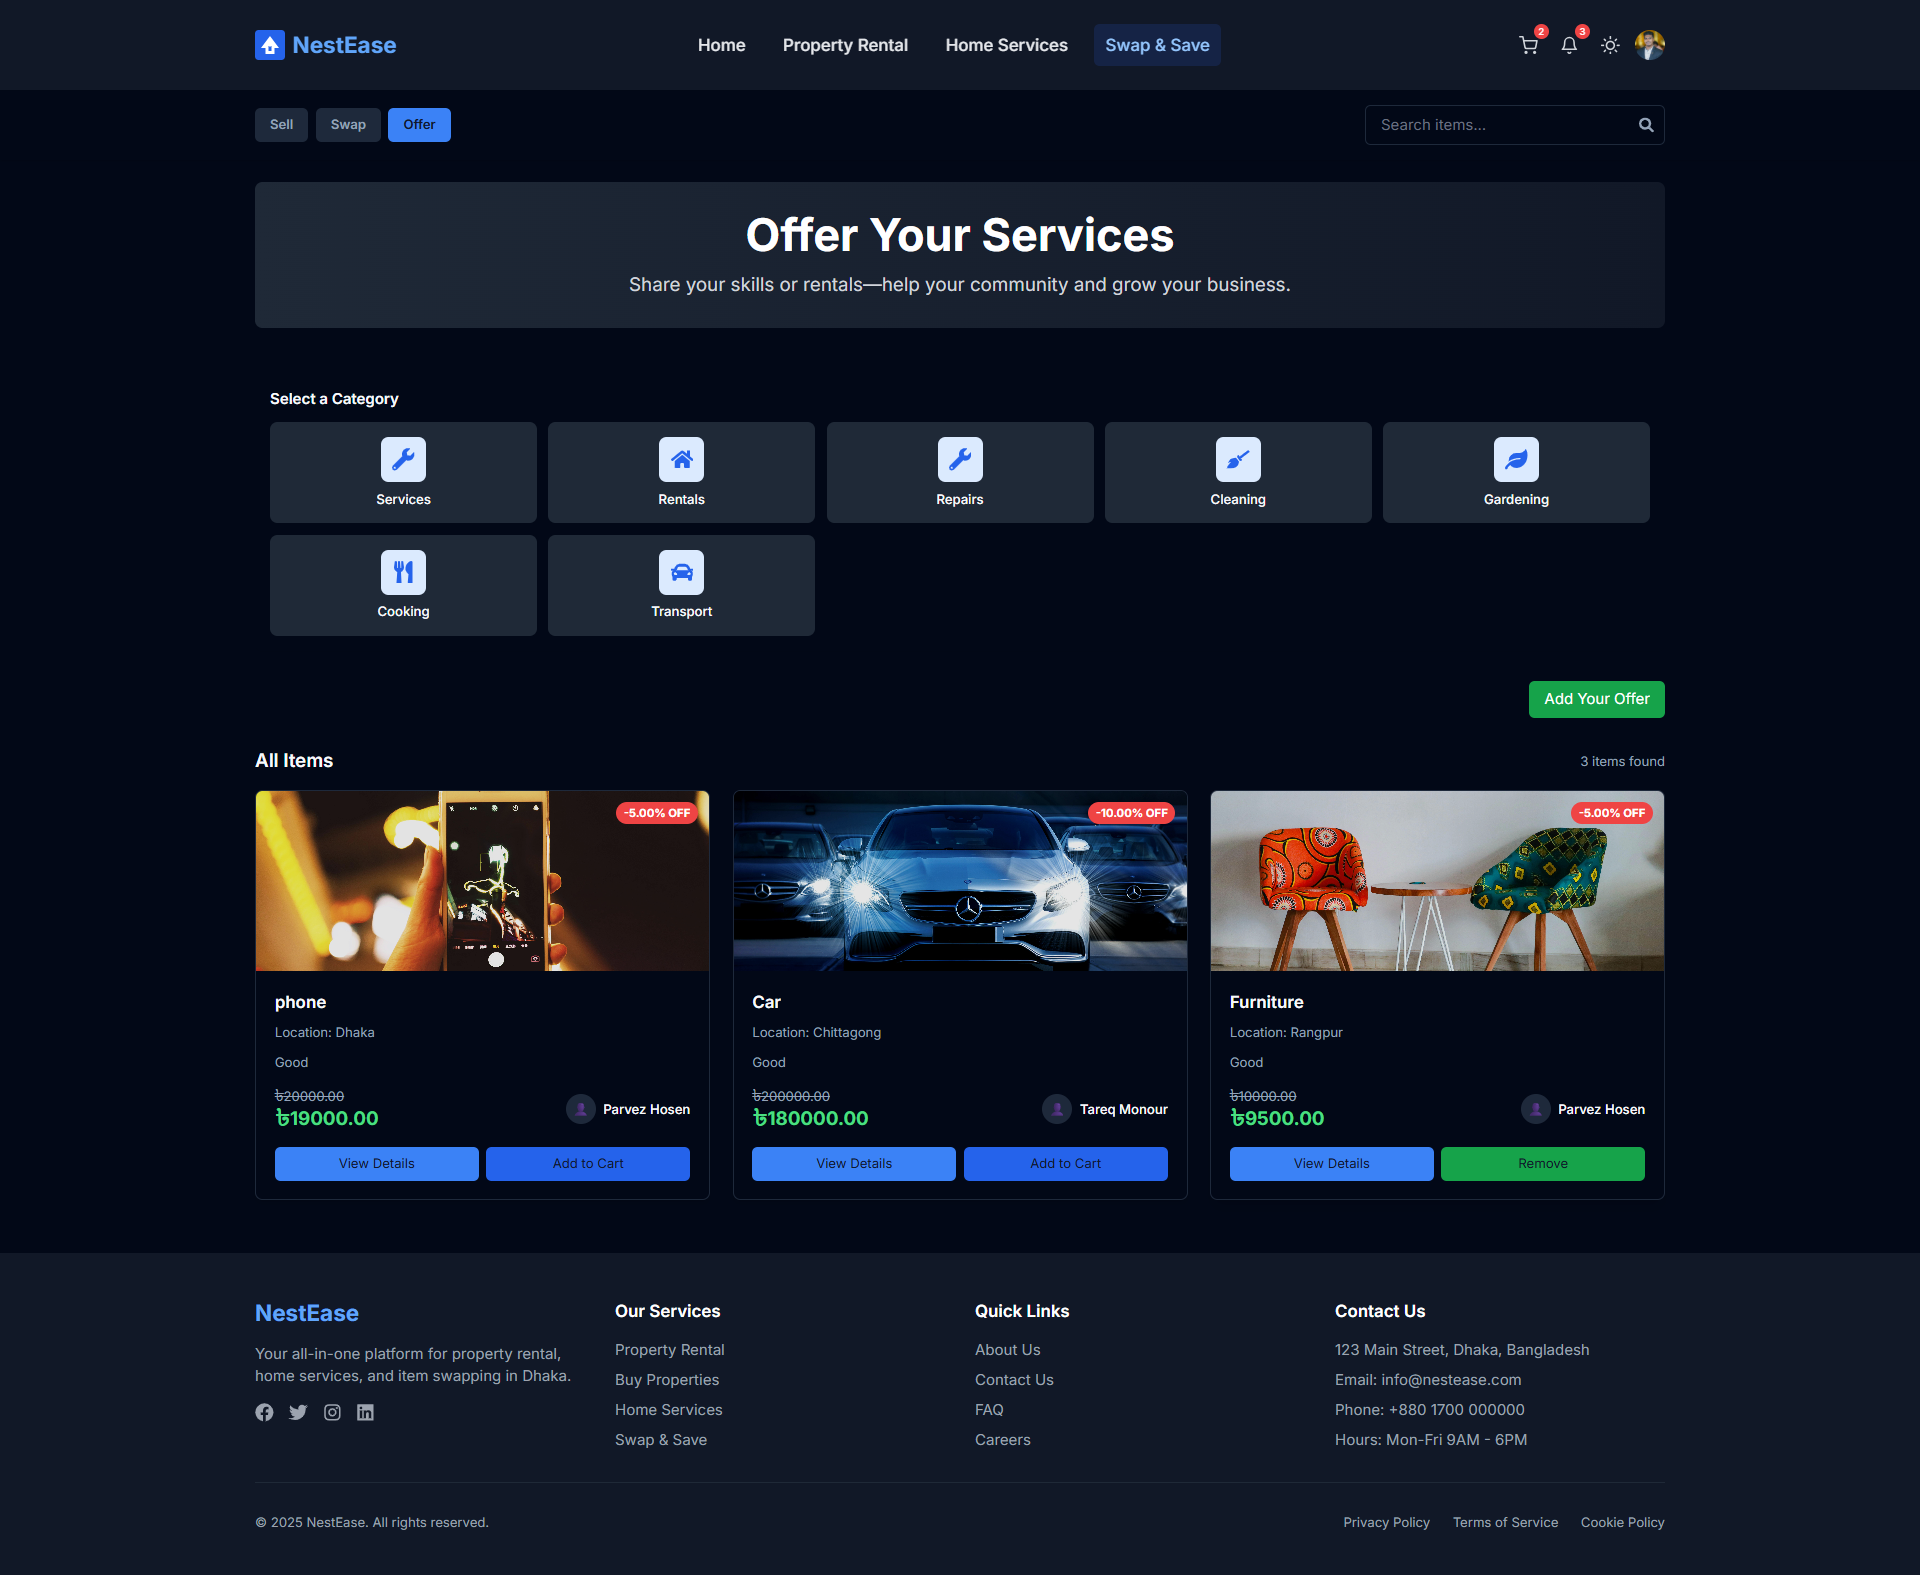 NestEase
Home Property Rental Home Services Swap & Save
2 3
Sell Swap Offer
Search items...
Offer Your Services
Share your skills or rentals—help your community and grow your business.
Select a Category
Services Rentals Repairs Cleaning Gardening
Cooking Transport
Add Your Offer
All Items
3 items found
-5.00% OFF
phone
Location: Dhaka
Good
৳20000.00
৳19000.00
Parvez Hosen
View Details Add to Cart
-10.00% OFF
Car
Location: Chittagong
Good
৳200000.00
৳180000.00
Tareq Monour
View Details Add to Cart
-5.00% OFF
Furniture
Location: Rangpur
Good
৳10000.00
৳9500.00
Parvez Hosen
View Details Remove
NestEase
Your all-in-one platform for property rental,
home services, and item swapping in Dhaka.
Our Services
Property Rental
Buy Properties
Home Services
Swap & Save
Quick Links
About Us
Contact Us
FAQ
Careers
Contact Us
123 Main Street, Dhaka, Bangladesh
Email: info@nestease.com
Phone: +880 1700 000000
Hours: Mon-Fri 9AM - 6PM
© 2025 NestEase. All rights reserved.
Privacy Policy Terms of Service Cookie Policy